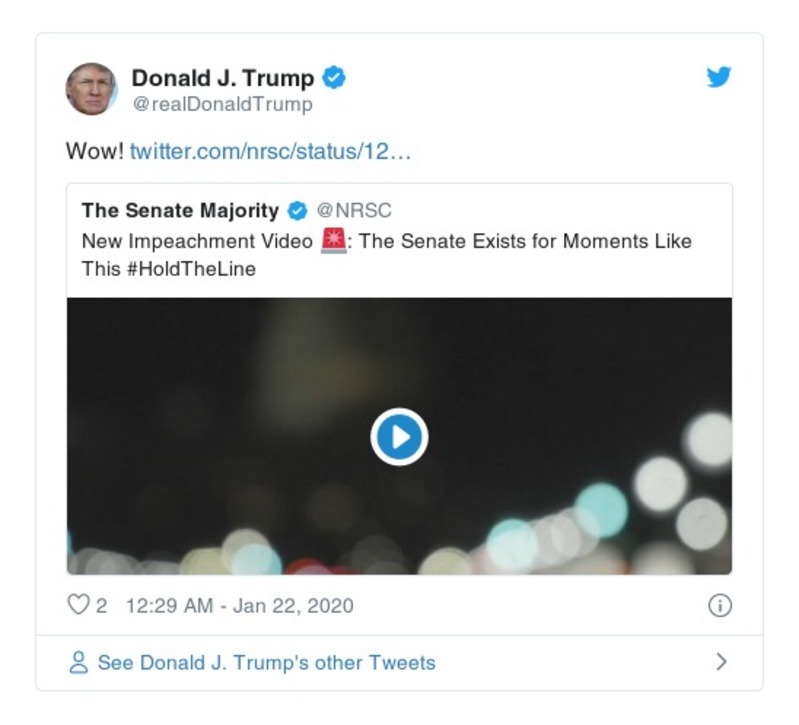 Donald J. Trump
@realDonaldTrump
Wow! twitter.com/nrsc/status/12…
The Senate Majority @NRSC
New Impeachment Video 🚨: The Senate Exists for Moments Like
This #HoldTheLine
2 12:29 AM - Jan 22, 2020
See Donald J. Trump's other Tweets